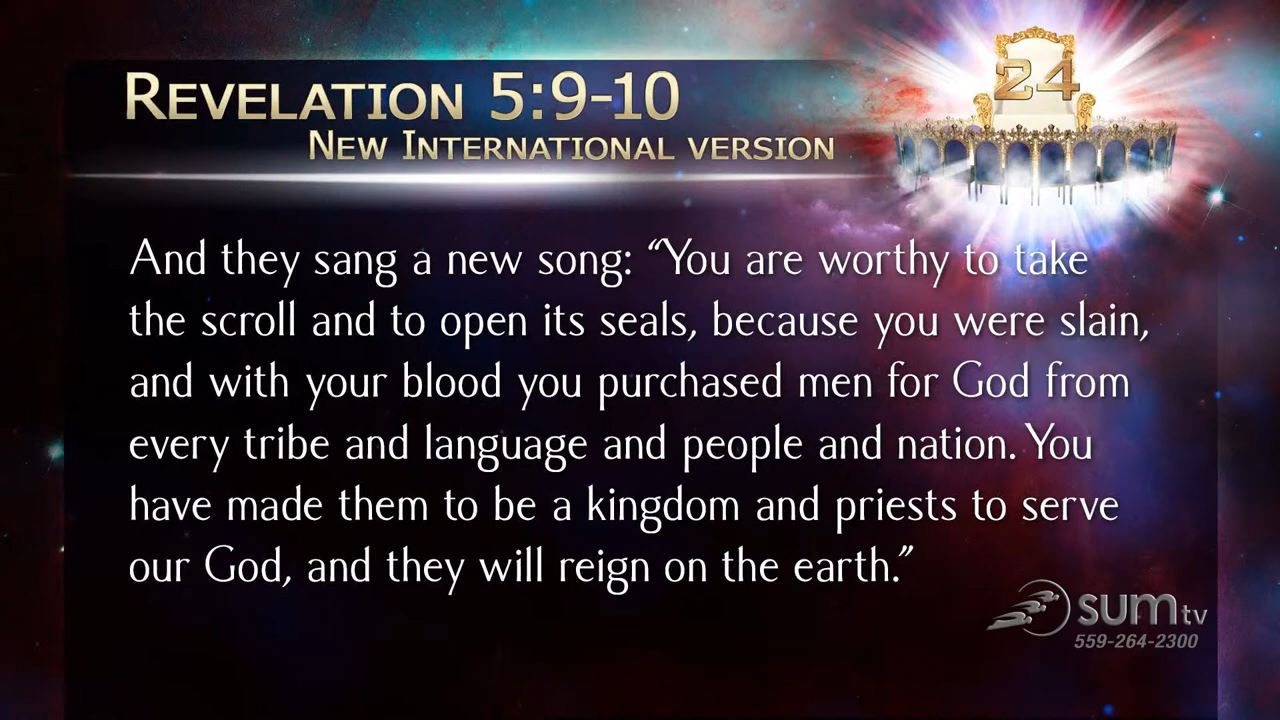 REVELATION 5:9-10
NEW INTERNATIONAL VERSION
24
And they sang a new song: “You are worthy to take
the scroll and to open its seals, because you were slain,
and with your blood you purchased men for God from
every tribe and language and people and nation. You
have made them to be a kingdom and priests to serve
our God, and they will reign on the earth.”
sumtv
559-264-2300